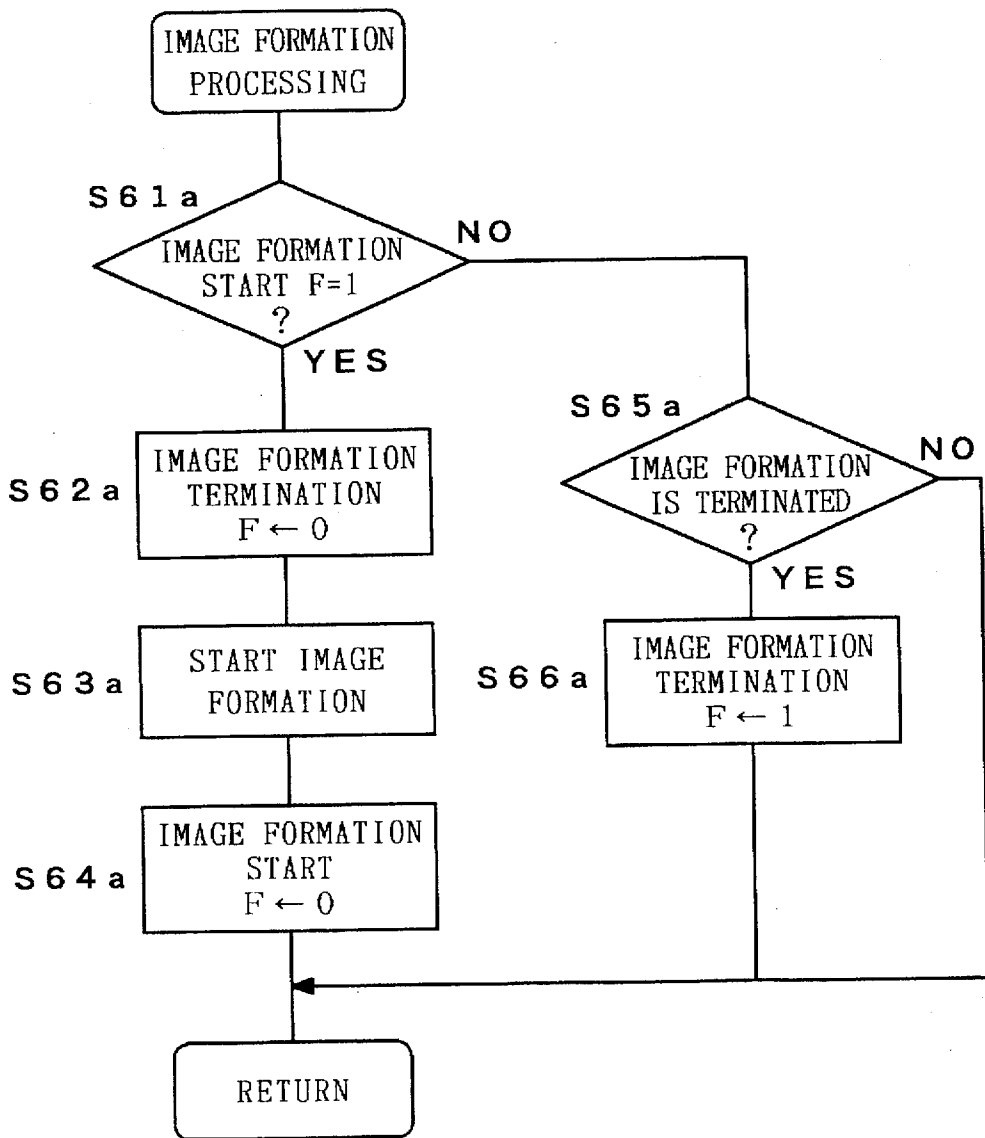 IMAGE FORMATION
PROCESSING
S61a
IMAGE FORMATION
START F=1
?
NO
YES
S62a
IMAGE FORMATION
TERMINATION
F ← 0
S63a
START IMAGE
FORMATION
S64a
IMAGE FORMATION
START
F ← 0
S65a
IMAGE FORMATION
IS TERMINATED
?
NO
YES
S66a
IMAGE FORMATION
TERMINATION
F ← 1
RETURN